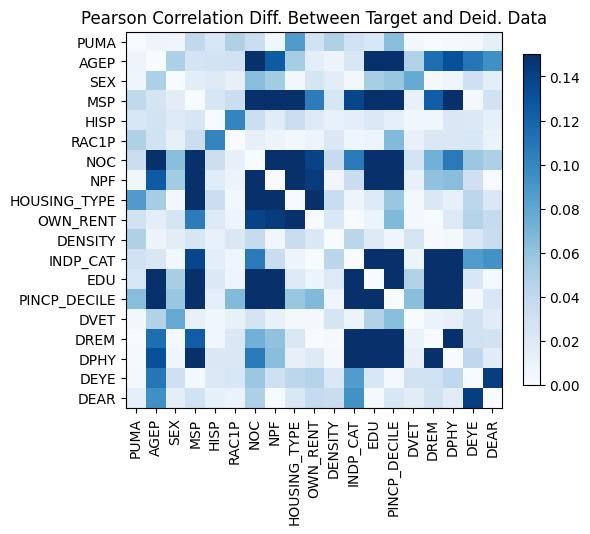 Pearson Correlation Diff. Between Target and Deid. Data
PUMA
AGEP
SEX
MSP
HISP
RAC1P
NOC
NPF
HOUSING_TYPE
OWN_RENT
DENSITY
INDP_CAT
EDU
PINCP_DECILE
DVET
DREM
DPHY
DEYE
DEAR
PUMA
AGEP
SEX
MSP
HISP
RAC1P
NOC
NPF
HOUSING_TYPE
OWN_RENT
DENSITY
INDP_CAT
EDU
PINCP_DECILE
DVET
DREM
DPHY
DEYE
DEAR
0.14
0.12
0.10
0.08
0.06
0.04
0.02
0.00